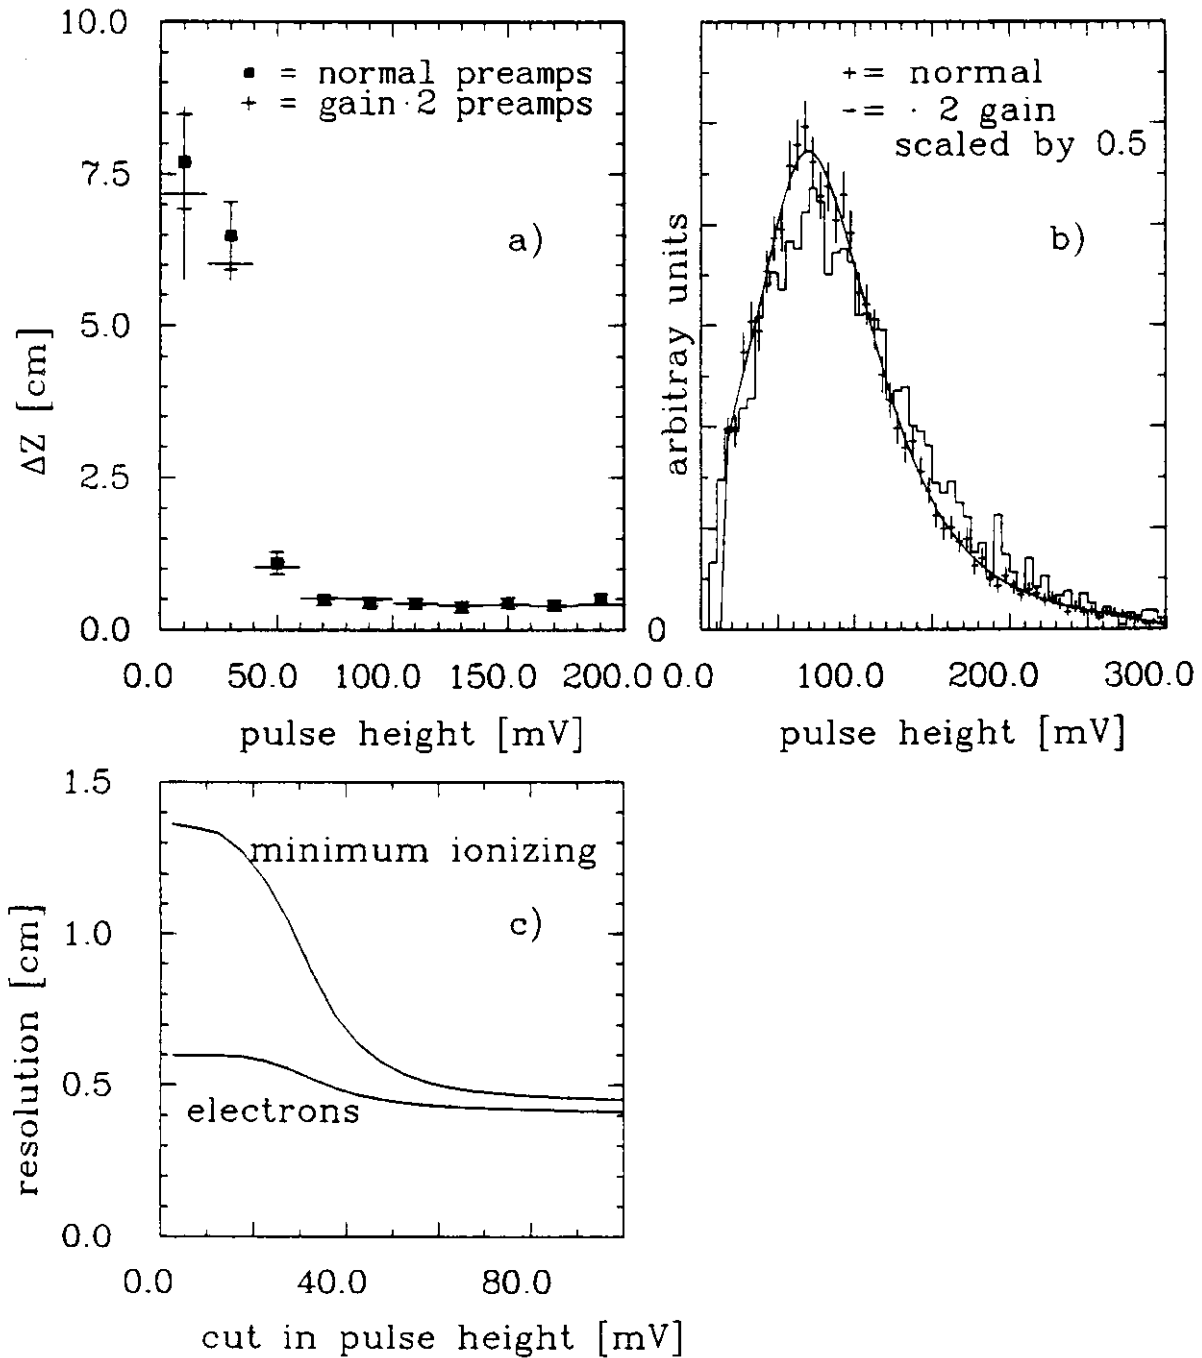 10.0
7.5
5.0
2.5
0.0
ΔZ [cm]
■ = normal preamps
+ = gain·2 preamps
a)
0.0 50.0 100.0 150.0 200.0
pulse height [mV]
arbitray units
0
+= normal
-= · 2 gain
scaled by 0.5
b)
0.0 100.0 200.0 300.0
pulse height [mV]
1.5
1.0
0.5
0.0
resolution [cm]
minimum ionizing
c)
electrons
0.0 40.0 80.0
cut in pulse height [mV]